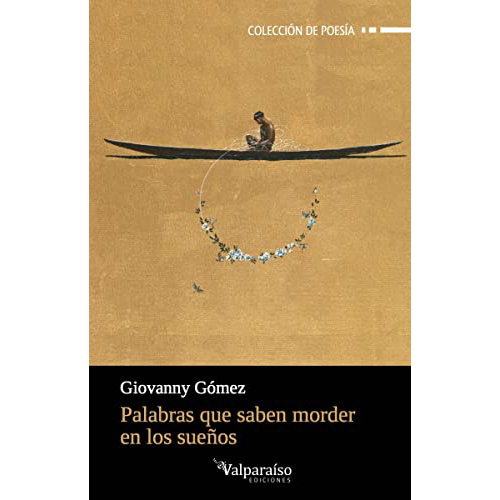 COLECCIÓN DE POESÍA
Giovanny Gómez
Palabras que saben morder
en los sueños
Valparaíso
EDICIONES